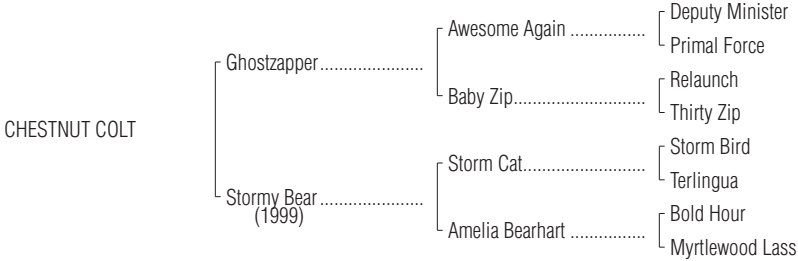 Deputy Minister
Awesome Again ................
Primal Force
Ghostzapper......................
Relaunch
Baby Zip............................
Thirty Zip
CHESTNUT COLT
Storm Bird
Storm Cat..........................
Terlingua
Stormy Bear......................
(1999)
Bold Hour
Amelia Bearhart ................
Myrtlewood Lass